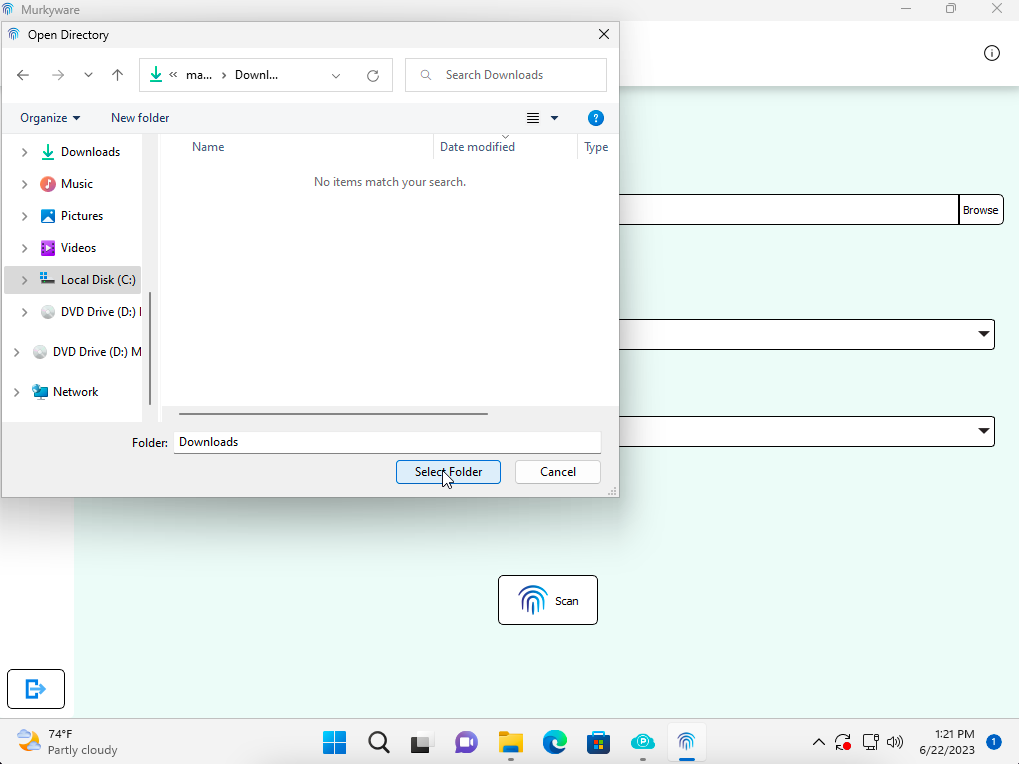 Murkyware
Open Directory
ma... Downl...
Search Downloads
Organize New folder
?
Name Date modified Type
No items match your search.
Downloads
Music
Pictures
Videos
Local Disk (C:)
DVD Drive (D:)
DVD Drive (D:) M
Network
Folder: Downloads
Select Folder Cancel
Browse
Scan
74°F
Partly cloudy
1:21 PM
6/22/2023
1